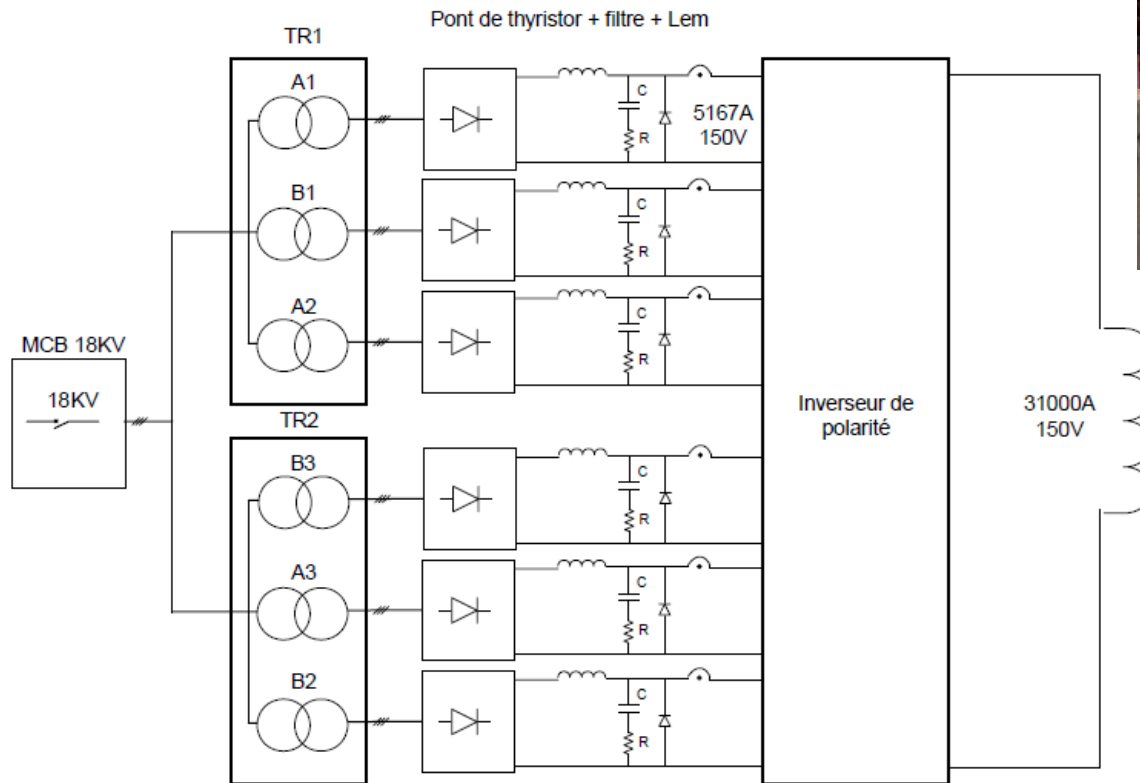 Pont de thyristor + filtre + Lem
TR1
A1
C
R
5167A
150V
B1
C
R
A2
C
R
MCB 18KV
18KV
TR2
B3
C
R
A3
C
R
B2
C
R
Inverseur de
polarité
31000A
150V